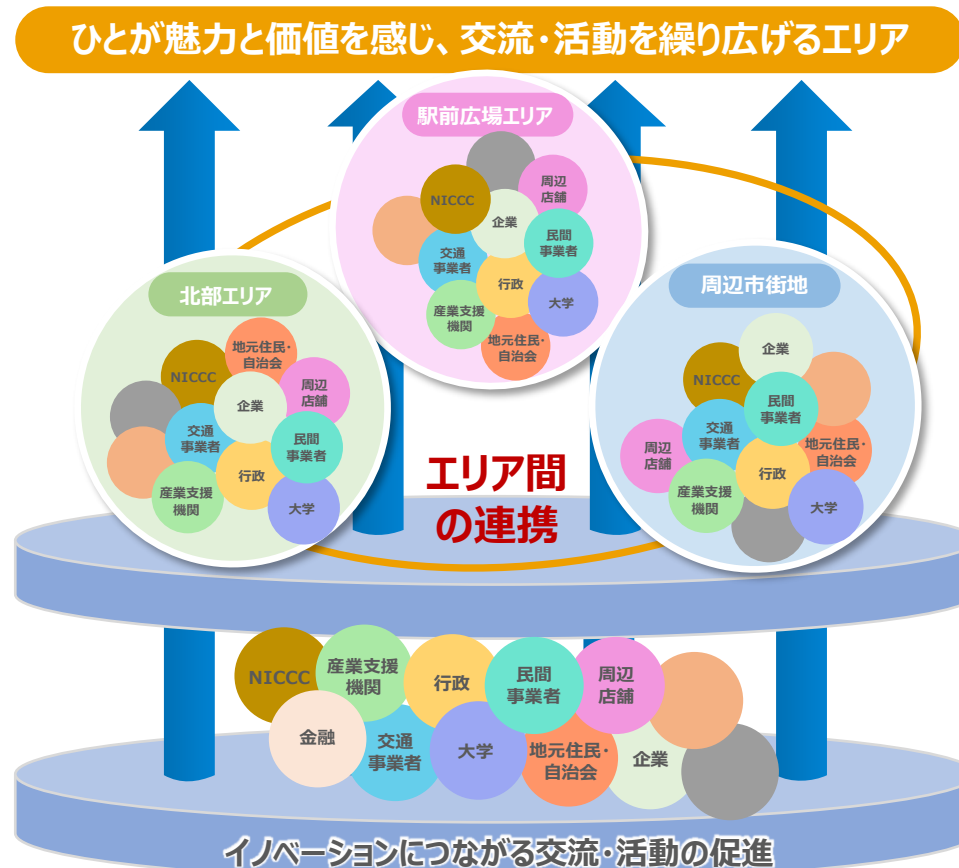 ひとが魅力と価値を感じ、交流・活動を繰り広げるエリア
駅前広場エリア
NICCC
周辺
店舗
企業
民間
事業者
交通
事業者
行政
大学
産業支援
機関
地元住民・
自治会
北部エリア
地元住民・
自治会
NICCC
周辺
店舗
企業
交通
事業者
民間
事業者
行政
産業支援
機関
大学
周辺市街地
企業
NICCC
民間
事業者
交通
事業者
周辺
店舗
地元住民・
自治会
行政
産業支援
機関
大学
エリア間
の連携
NICCC
産業支援
機関
行政
民間
事業者
周辺
店舗
金融
交通
事業者
大学
地元住民・
自治会
企業
イノベーションにつながる交流・活動の促進